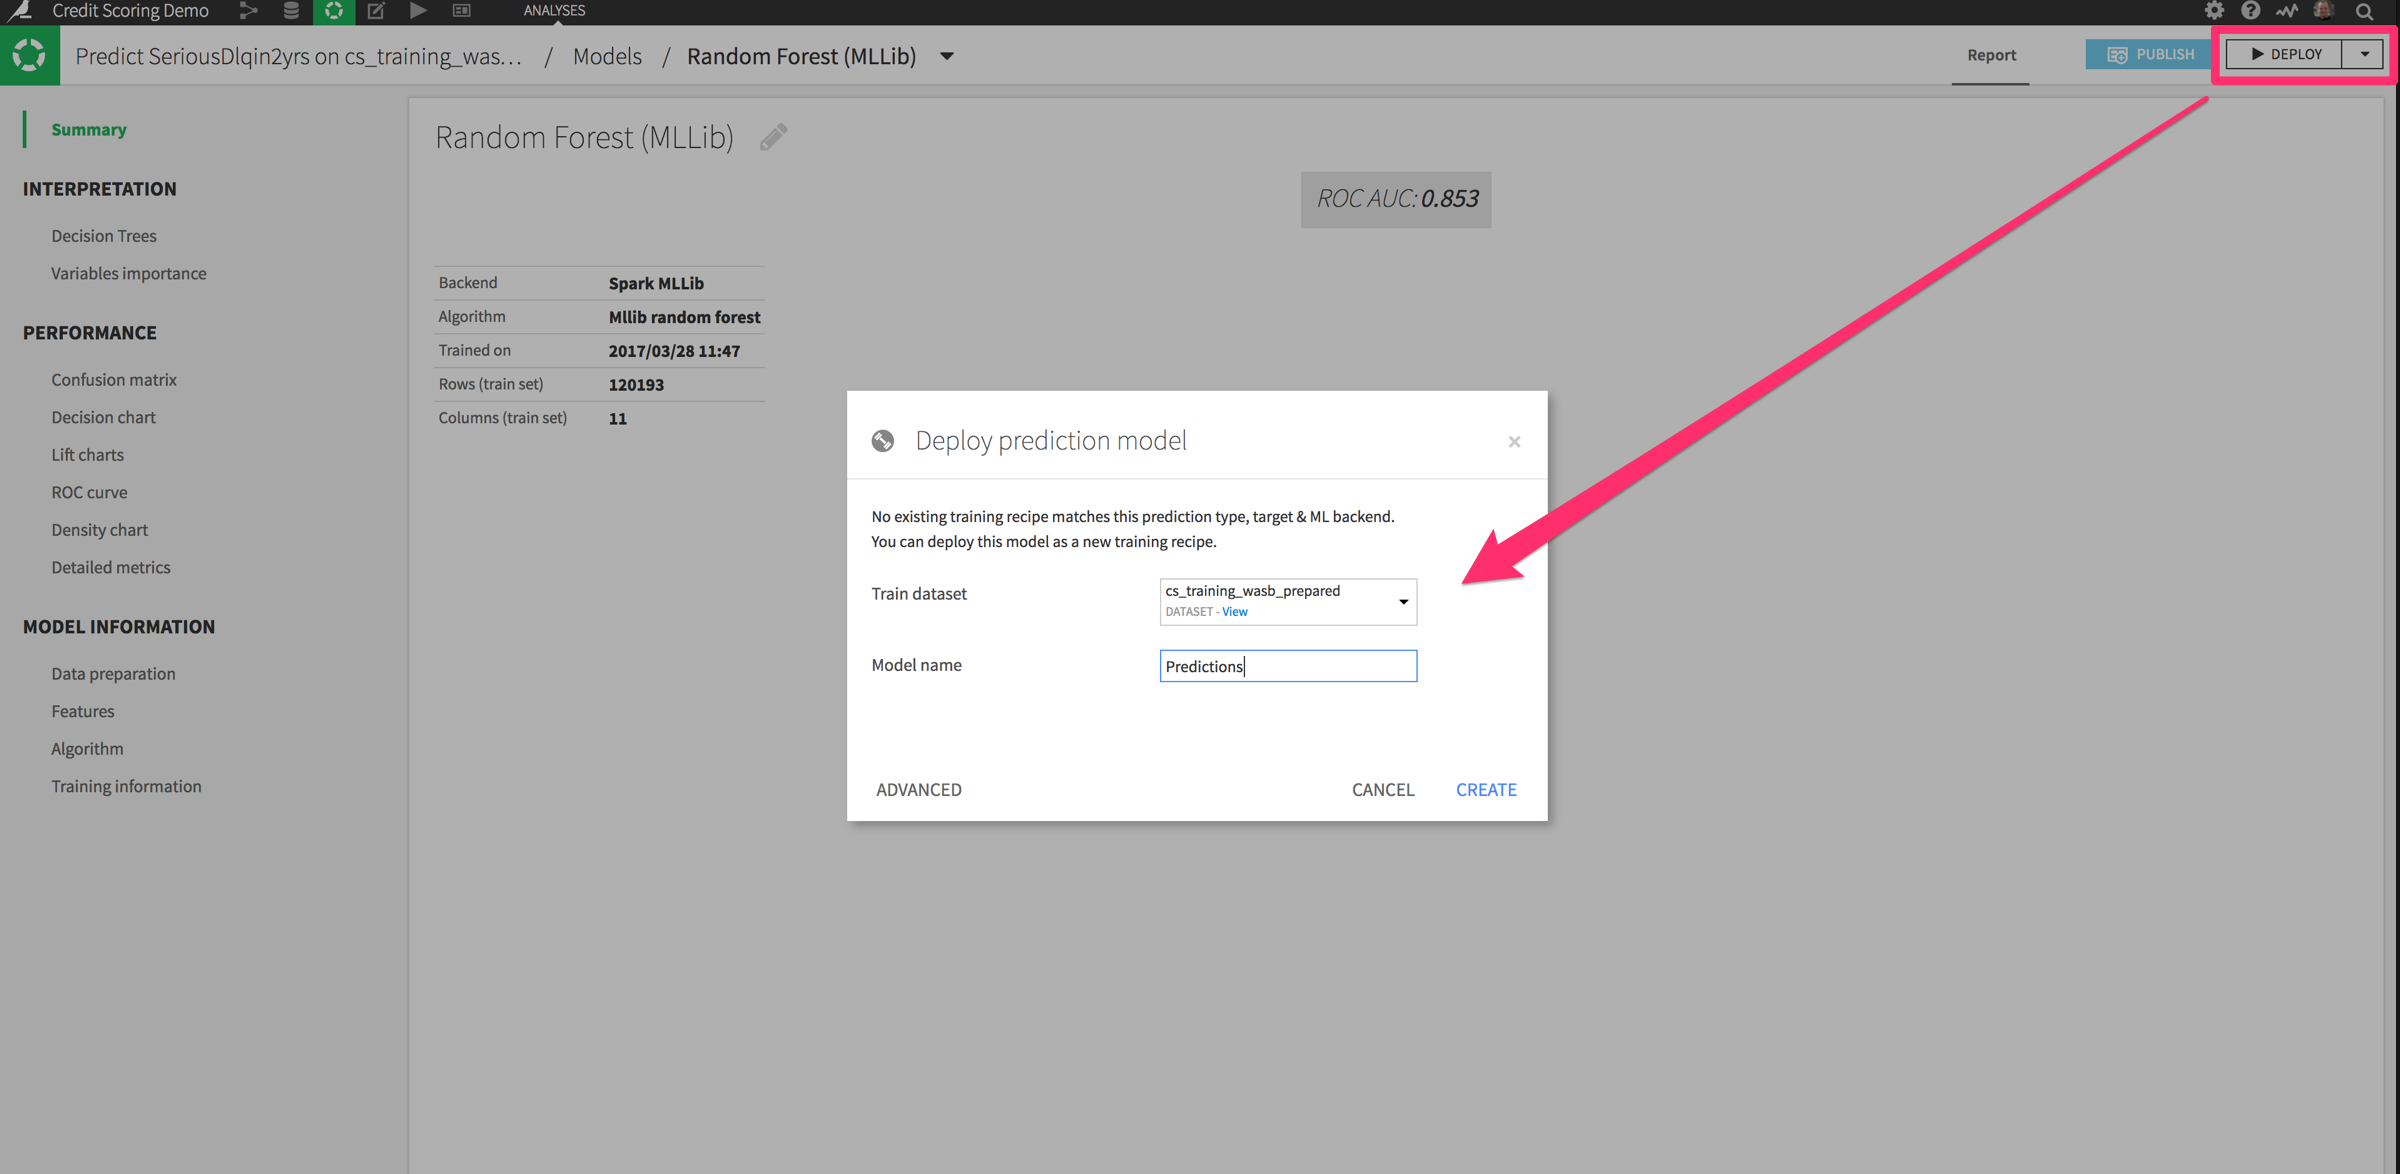 Credit Scoring Demo
ANALYSES
Predict SeriousDlqin2yrs on cs_training_was... / Models / Random Forest (MLLib)
Report
PUBLISH
DEPLOY
Summary
INTERPRETATION
Decision Trees
Variables importance
PERFORMANCE
Confusion matrix
Decision chart
Lift charts
ROC curve
Density chart
Detailed metrics
MODEL INFORMATION
Data preparation
Features
Algorithm
Training information
Random Forest (MLLib)
ROC AUC: 0.853
Backend Spark MLLib
Algorithm Mllib random forest
Trained on 2017/03/28 11:47
Rows (train set) 120193
Columns (train set) 11
Deploy prediction model
×
No existing training recipe matches this prediction type, target & ML backend.
You can deploy this model as a new training recipe.
Train dataset
cs_training_wasb_prepared
DATASET - View
Model name
Predictions
ADVANCED
CANCEL
CREATE